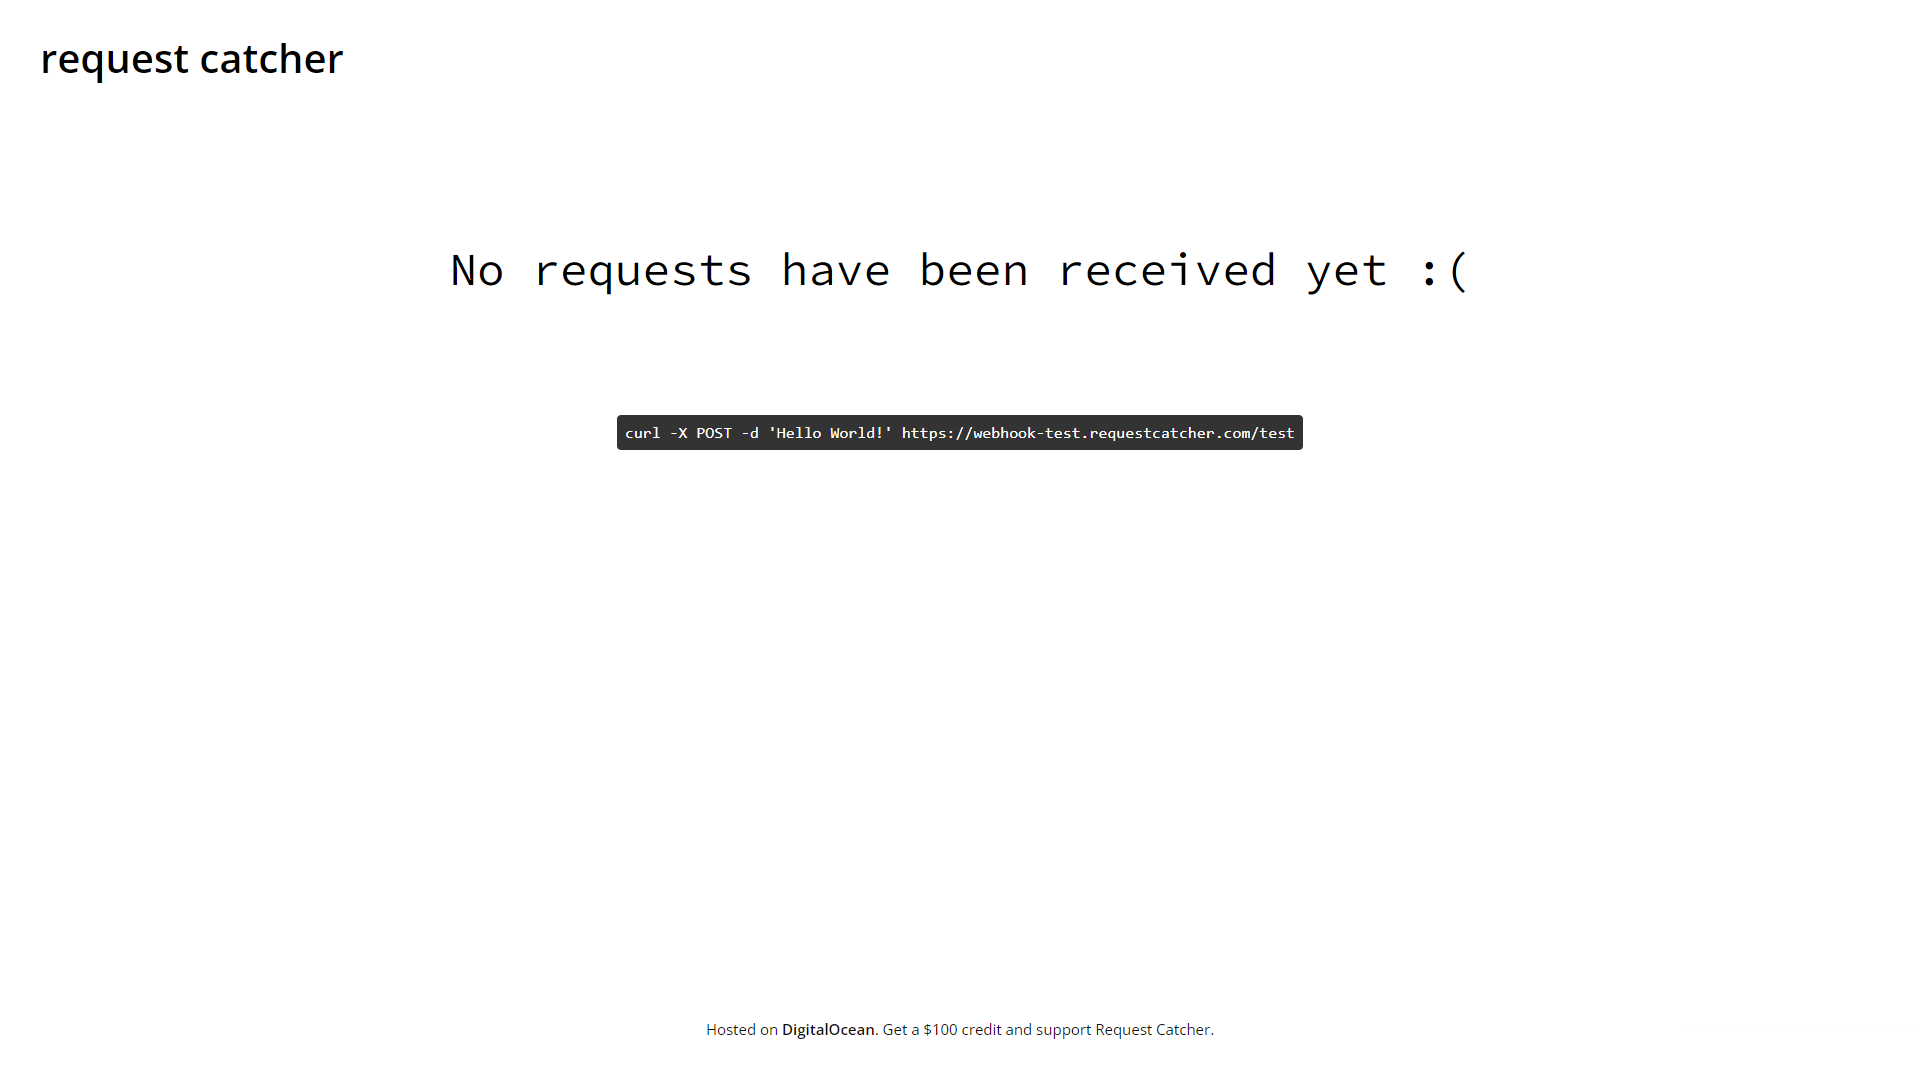 request catcher
No requests have been received yet :(
curl -X POST -d 'Hello World!' https://webhook-test.requestcatcher.com/test
Hosted on DigitalOcean. Get a $100 credit and support Request Catcher.